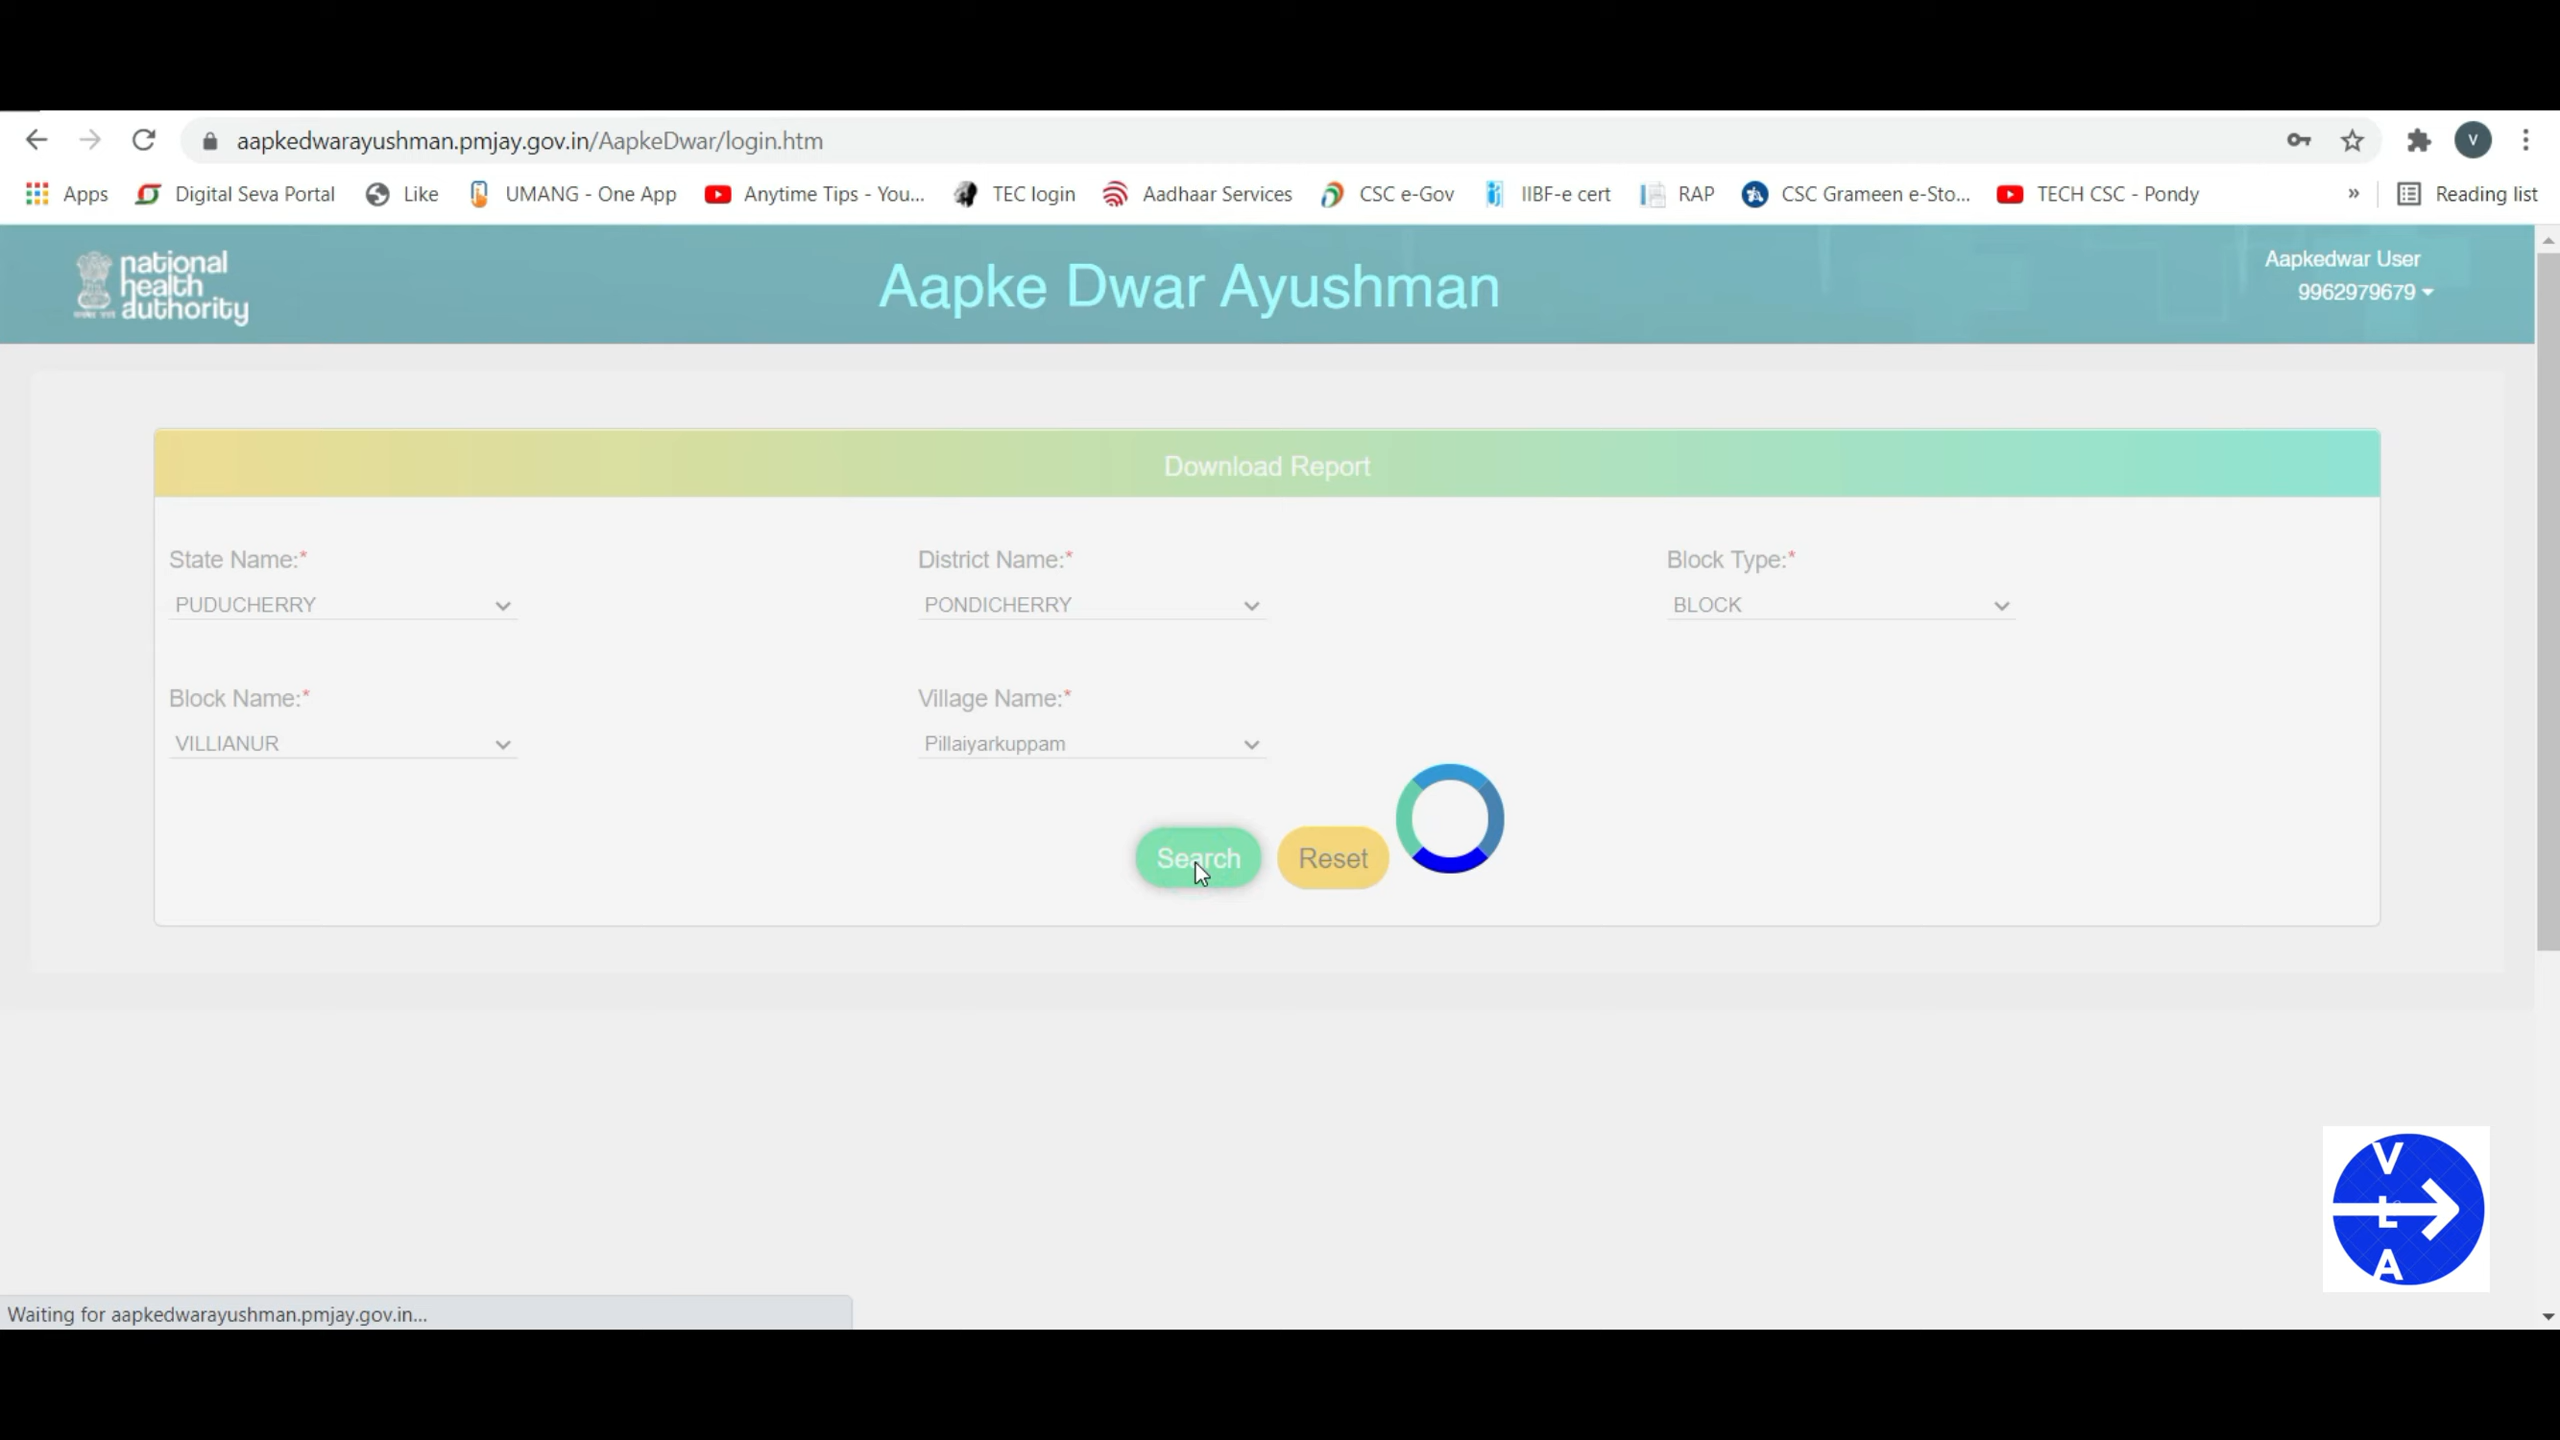 aapkedwarayushman.pmjay.gov.in/AapkeDwar/login.htm
V
Apps Digital Seva Portal Like UMANG - One App Anytime Tips - You... TEC login Aadhaar Services CSC e-Gov IIBF-e cert RAP CSC Grameen e-Sto... TECH CSC - Pondy » Reading list
national
health
authority
Aapke Dwar Ayushman
Aapkedwar User
9962979679
Download Report
State Name:* District Name:* Block Type:*
PUDUCHERRY PONDICHERRY BLOCK
Block Name:* Village Name:*
VILLIANUR Pillaiyarkuppam
Search Reset
V
L
A
Waiting for aapkedwarayushman.pmjay.gov.in...